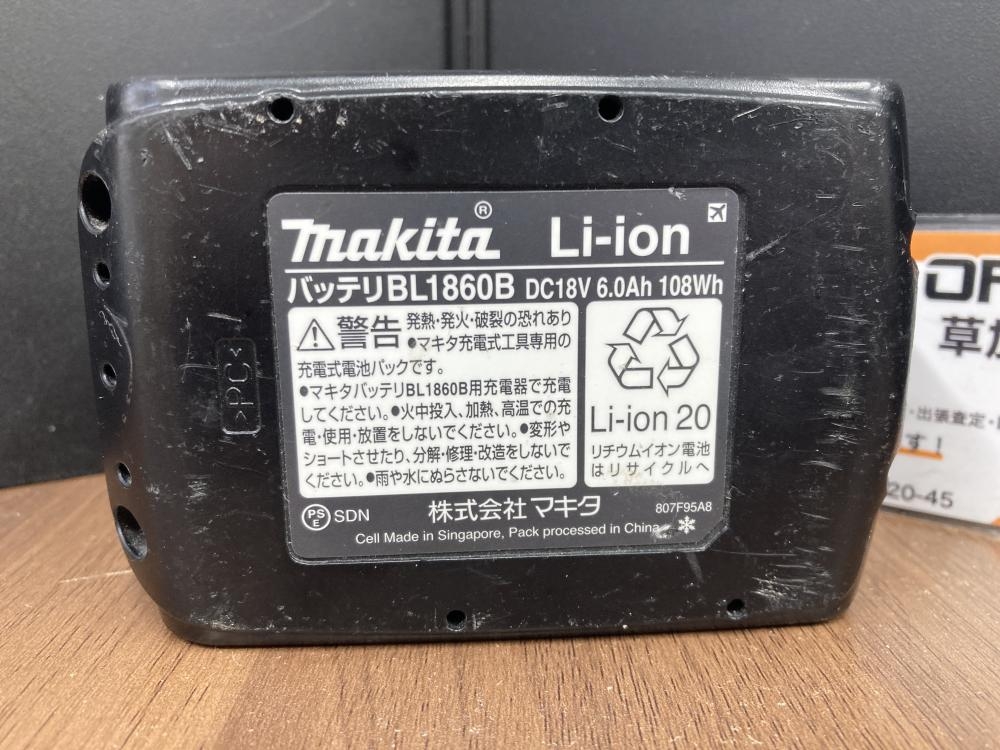 makita® Li-ion
バッテリBL1860B DC18V 6.0Ah 108Wh
警告 発熱・発火・破裂の恐れあり
●マキタ充電式工具専用の
充電式電池パックです。
●マキタバッテリBL1860B用充電器で充電
してください。●火中投入、加熱、高温での充
電・使用・放置をしないでください。●変形や
ショートさせたり、分解・修理・改造をしないで
ください。●雨や水にぬらさないでください。
Li-ion 20
リチウムイオン電池
はリサイクルへ
PSE SDN 株式会社マキタ 807F95A8
Cell Made in Singapore, Pack processed in China
>PC<
OF
草加
・出張査定・
す！
20-45